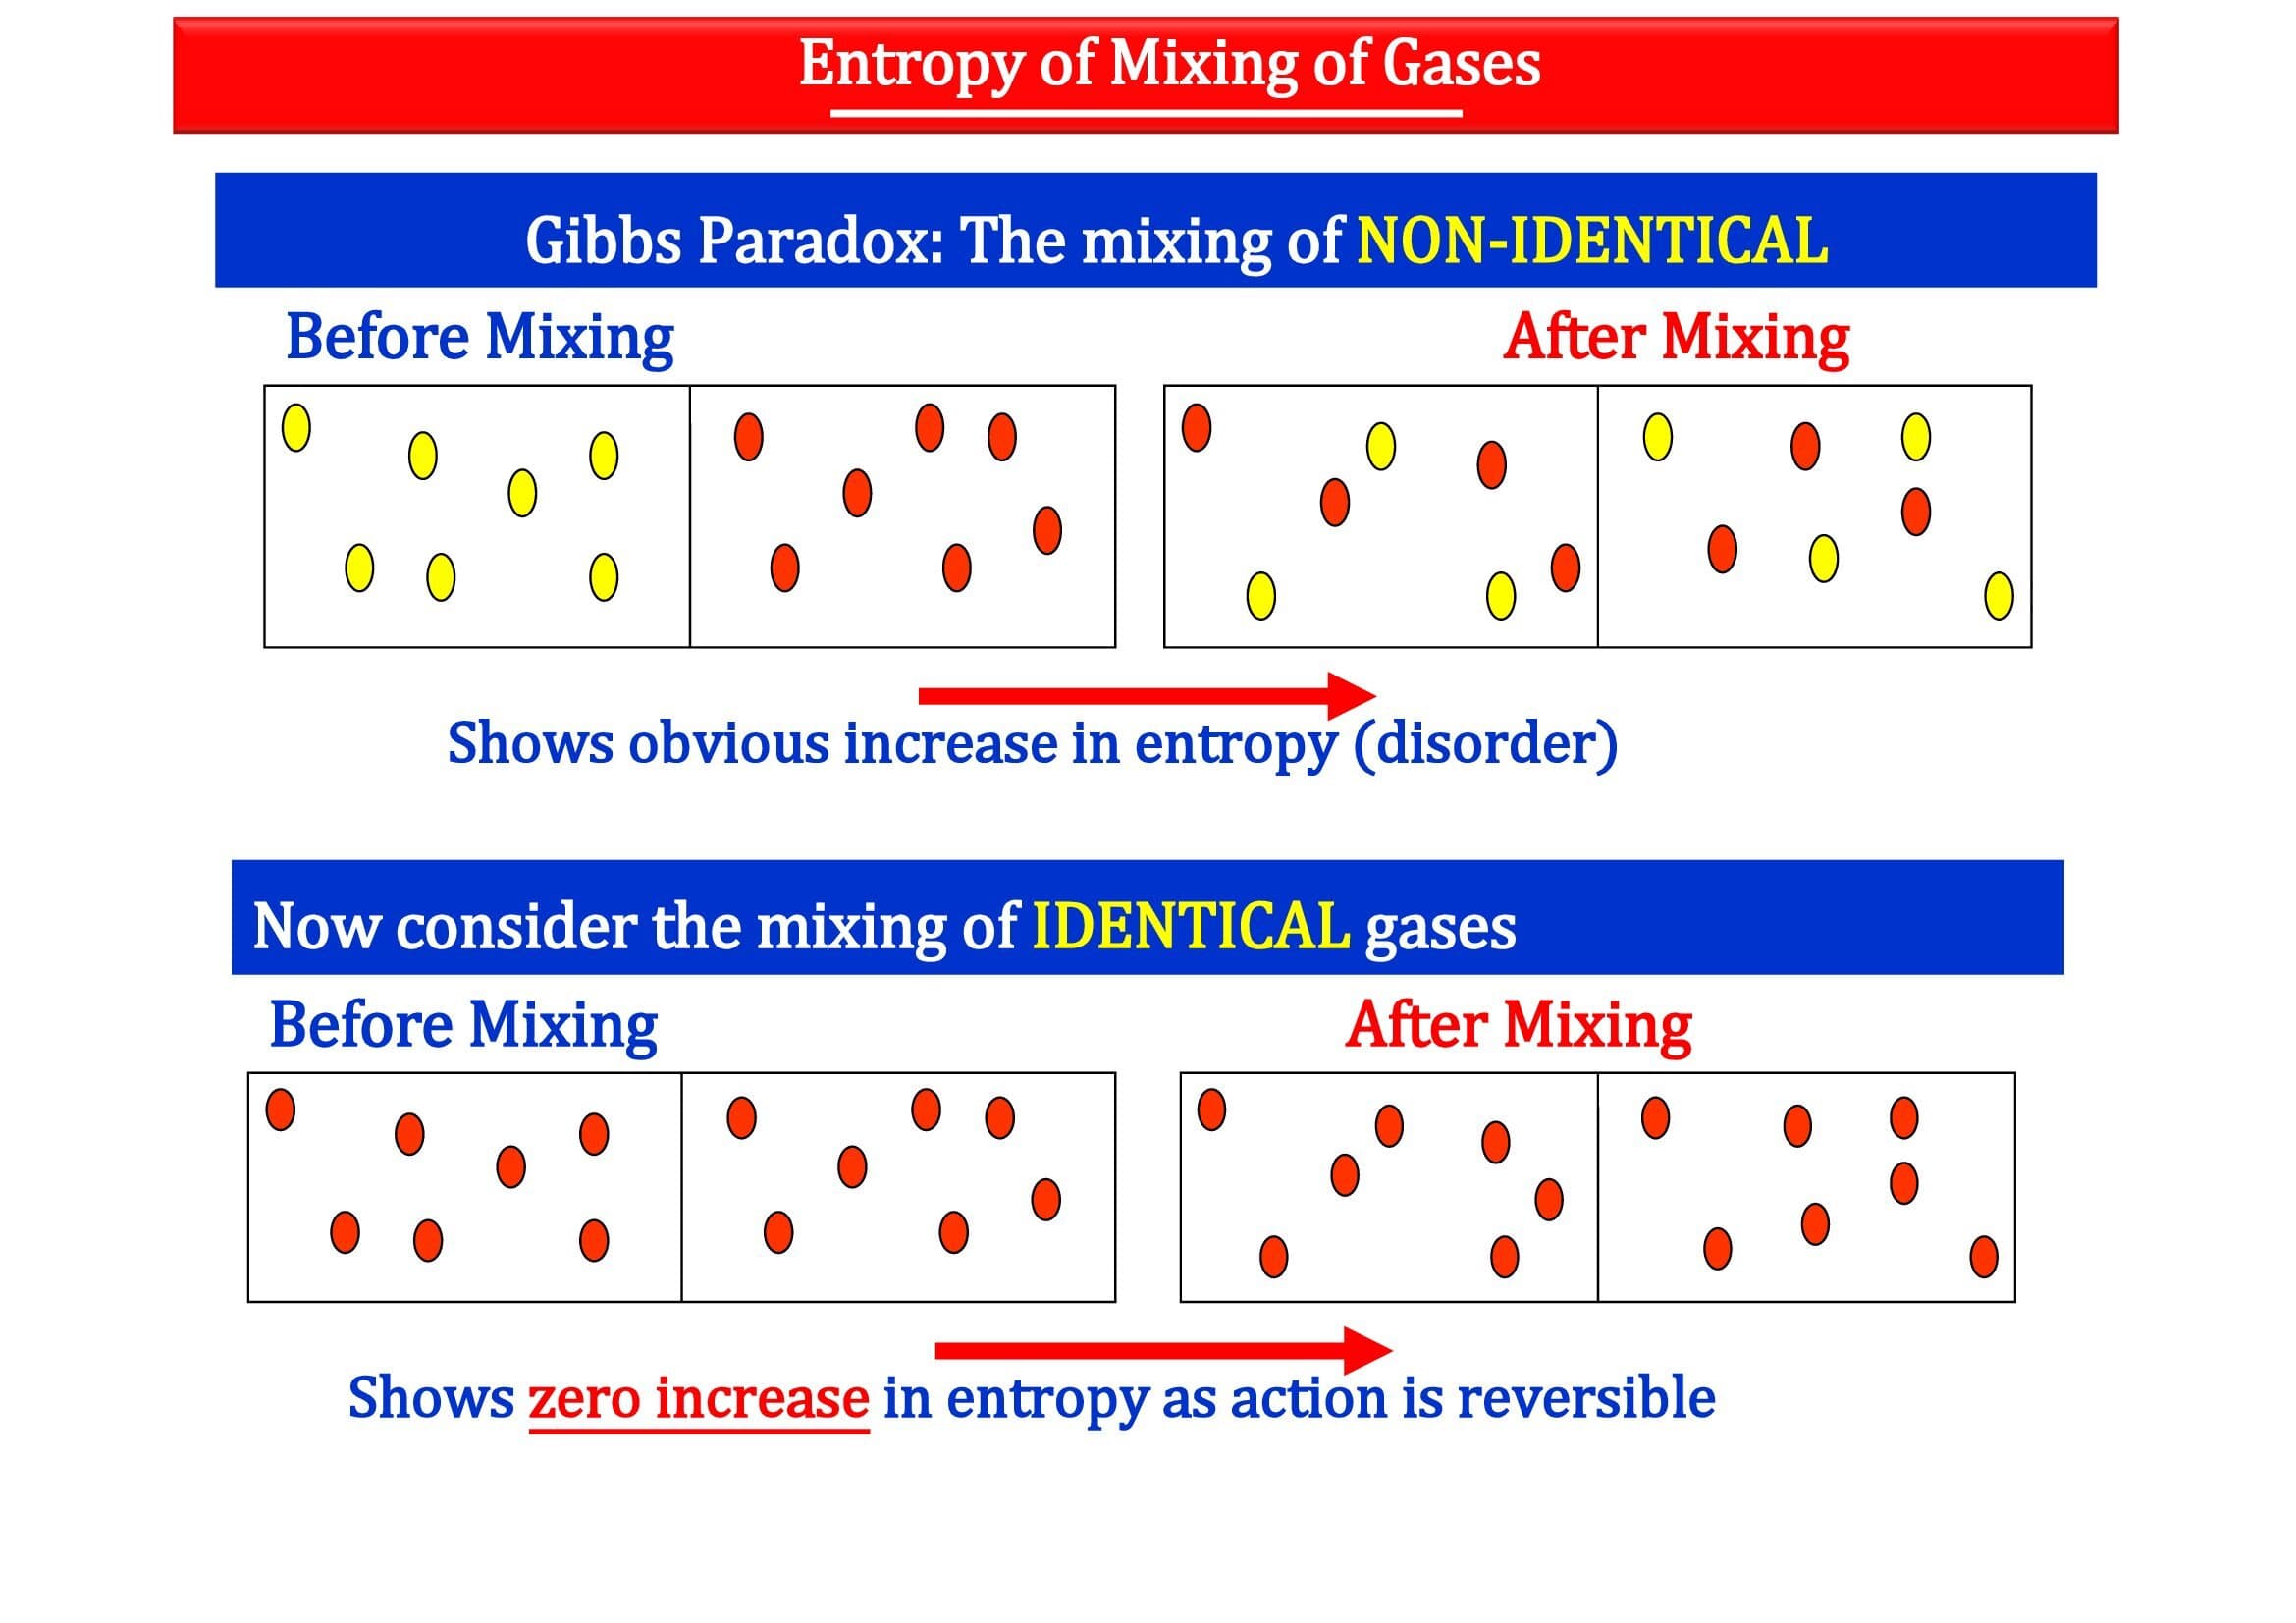 Entropy of Mixing of Gases
Gibbs Paradox: The mixing of NON-IDENTICAL
Before Mixing
After Mixing
Shows obvious increase in entropy (disorder)
Now consider the mixing of IDENTICAL gases
Before Mixing
After Mixing
Shows zero increase in entropy as action is reversible